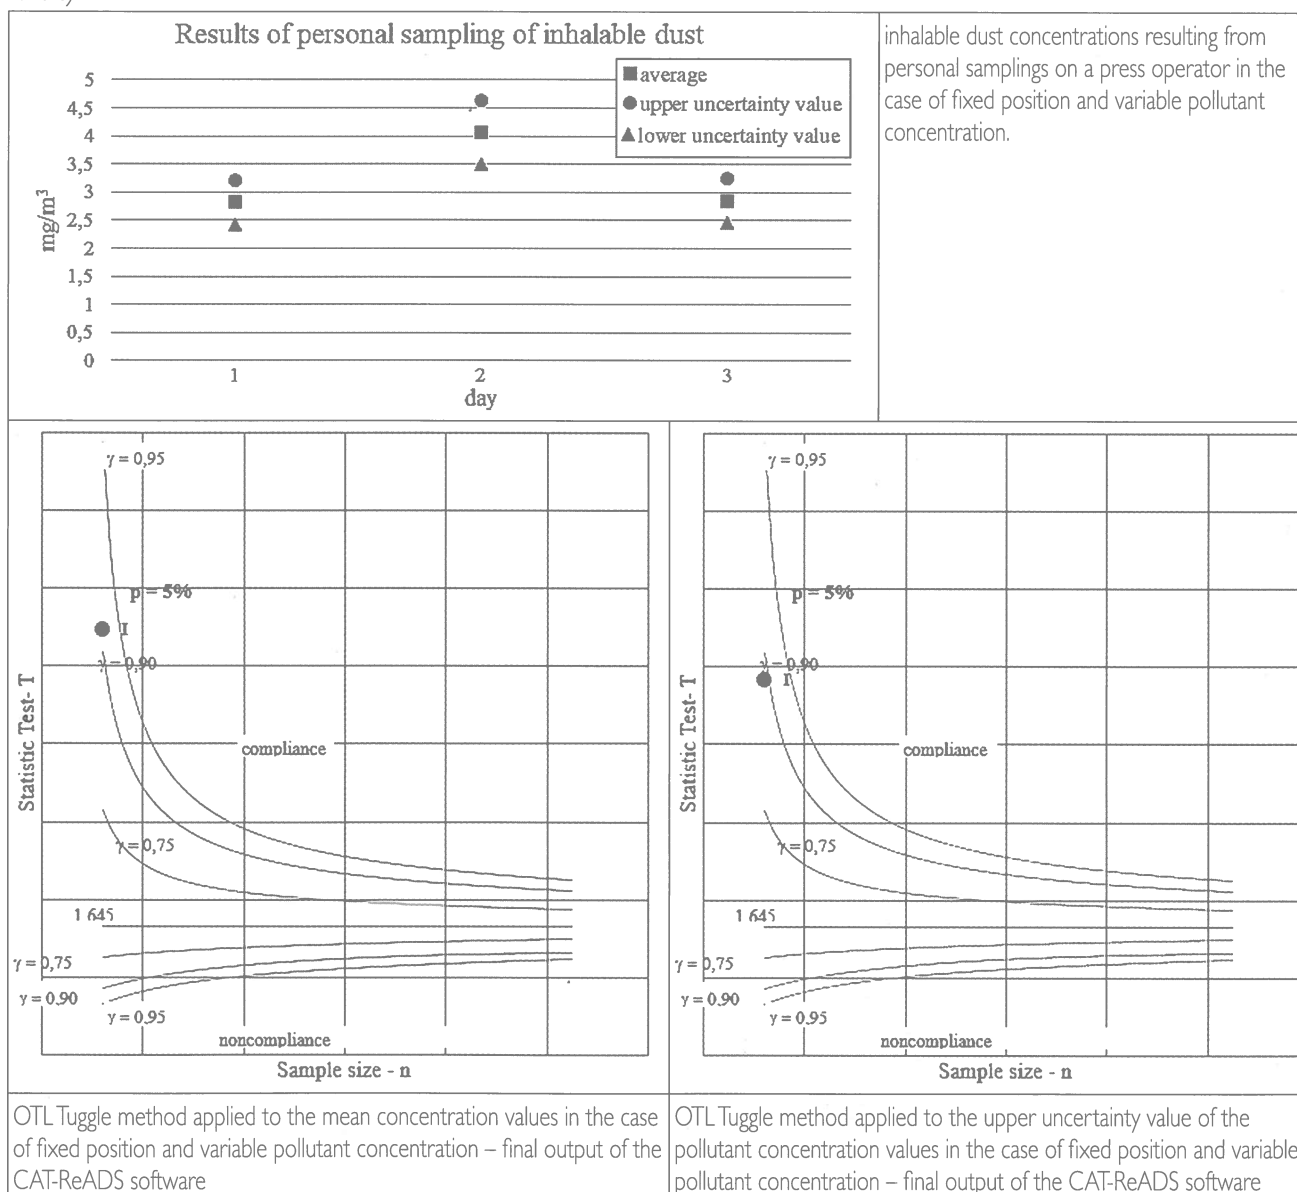 Results of personal sampling of inhalable dust
5
4,5
4
3,5
3
2,5
2
1,5
1
0,5
0
mg/m³
1 2 3
day
average
upper uncertainty value
lower uncertainty value
inhalable dust concentrations resulting from
personal samplings on a press operator in the
case of fixed position and variable pollutant
concentration.
γ = 0,95
p = 5%
I
γ = 0,90
Statistic Test- T
compliance
γ = 0,75
1 645
γ = 0,75
γ = 0.90
γ = 0.95
noncompliance
Sample size - n
γ = 0,95
p = 5%
I
γ = 0,90
Statistic Test- T
compliance
γ = 0,75
1 645
γ = 0,75
γ = 0,90
γ = 0.95
noncompliance
Sample size - n
OTL Tuggle method applied to the mean concentration values in the case
of fixed position and variable pollutant concentration – final output of the
CAT-ReADS software
OTL Tuggle method applied to the upper uncertainty value of the
pollutant concentration values in the case of fixed position and variable
pollutant concentration – final output of the CAT-ReADS software